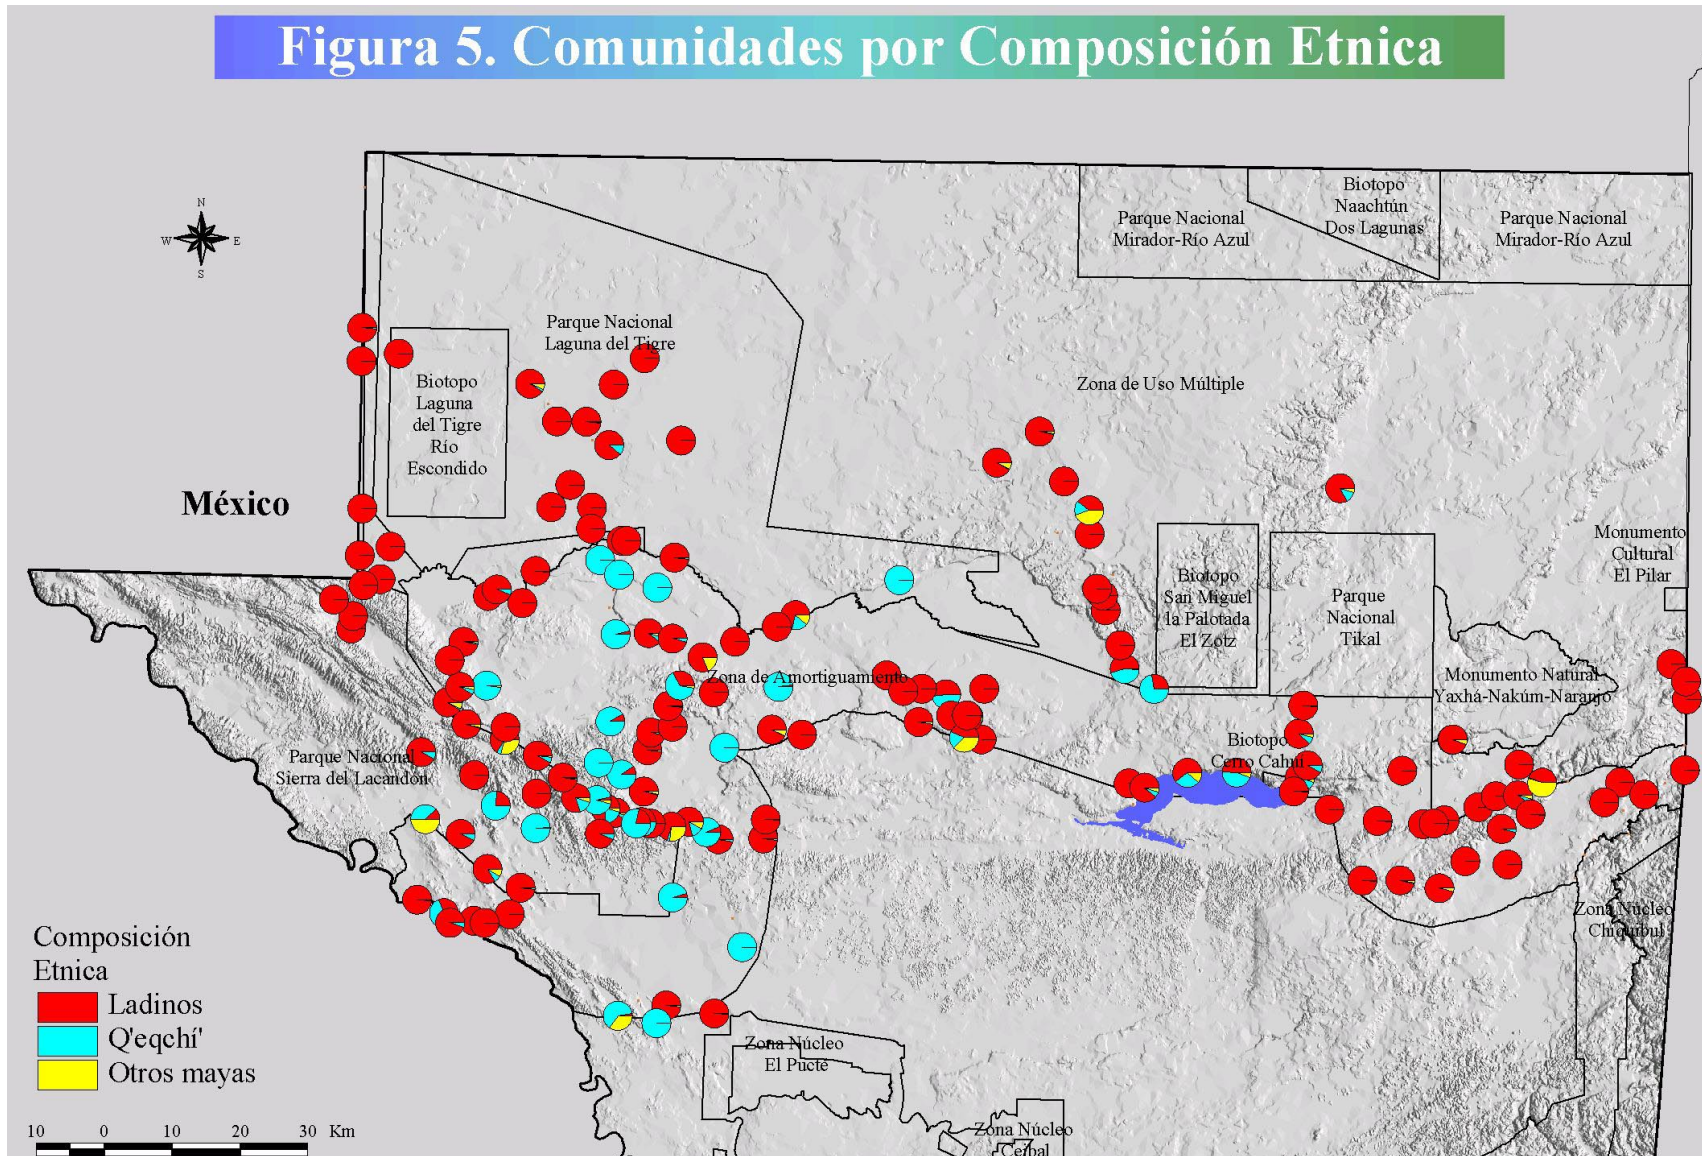 Figura 5. Comunidades por Composición Etnica
N
W
E
S
Parque Nacional
Mirador-Río Azul
Biotopo
Naachtún
Dos Lagunas
Parque Nacional
Mirador-Río Azul
Parque Nacional
Laguna del Tigre
Biotopo
Laguna
del Tigre
Río
Escondido
Zona de Uso Múltiple
México
Monumento
Cultural
El Pilar
Biotopo
San Miguel
la Palotada
El Zotz
Parque
Nacional
Tikal
Zona de Amortiguamiento
Monumento Natural
Yaxhá-Nakúm-Naranjo
Parque Nacional
Sierra del Lacandón
Biotopo
Cerro Cahuí
Zona Núcleo
Chiquibul
Composición
Etnica
Ladinos
Q'eqchí'
Otros mayas
Zona Núcleo
El Pucté
Zona Núcleo
Ceibal
10 0 10 20 30 Km